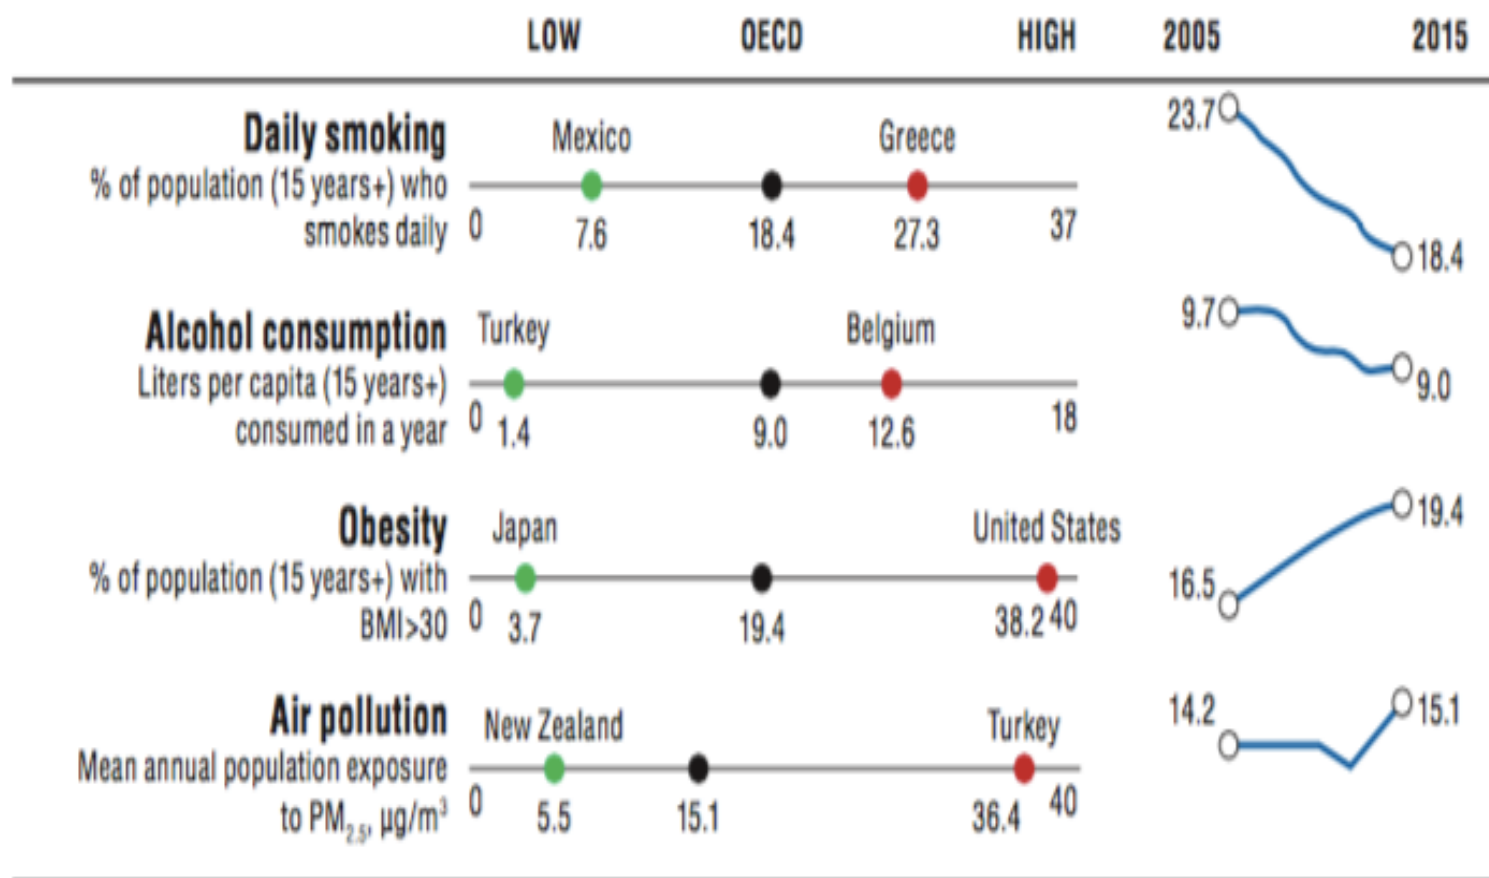 LOW OECD HIGH 2005 2015
Daily smoking
% of population (15 years+) who
smokes daily
Mexico Greece
0 7.6 18.4 27.3 37
23.7
18.4
Alcohol consumption
Liters per capita (15 years+)
consumed in a year
Turkey Belgium
0 1.4 9.0 12.6 18
9.7
9.0
Obesity
% of population (15 years+) with
BMI>30
Japan United States
0 3.7 19.4 38.2 40
16.5
19.4
Air pollution
Mean annual population exposure
to PM2.5, µg/m³
New Zealand Turkey
0 5.5 15.1 36.4 40
14.2
15.1